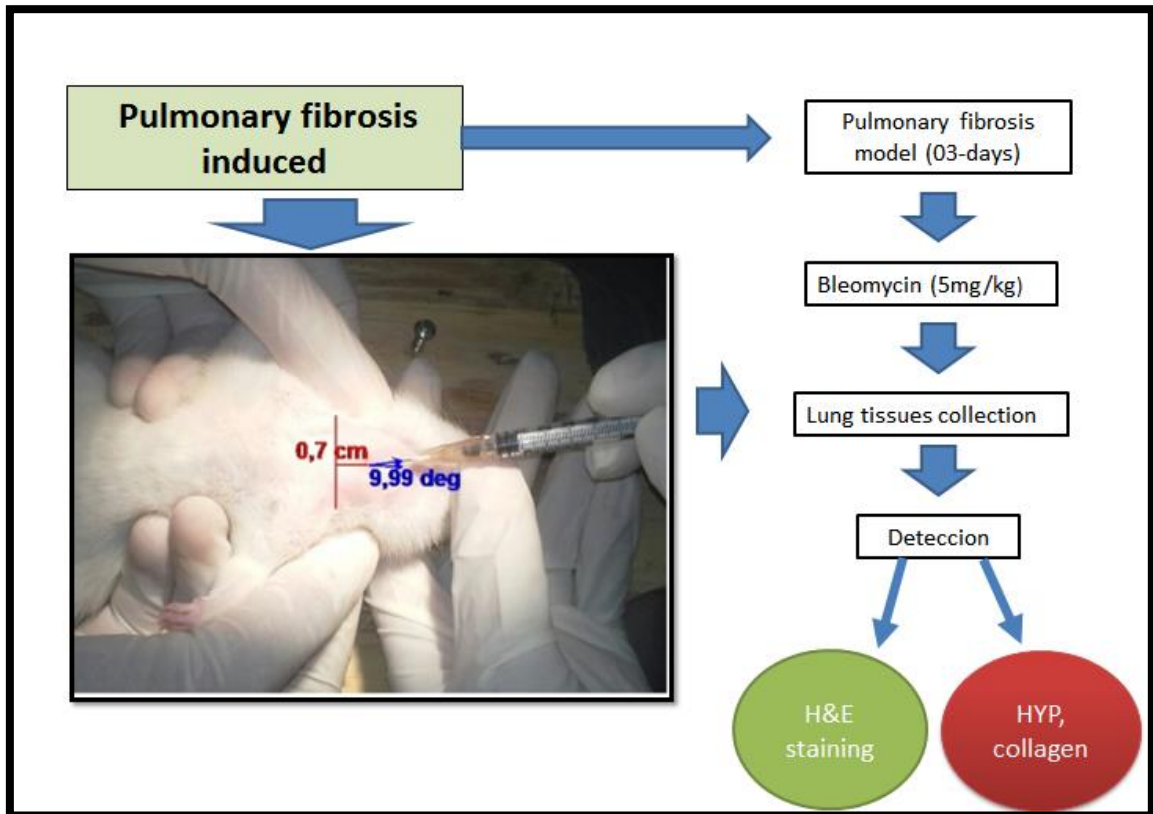 Pulmonary fibrosis
induced
Pulmonary fibrosis
model (03-days)
Bleomycin (5mg/kg)
Lung tissues collection
Deteccion
H&E
staining
HYP,
collagen
0,7 cm
9,99 deg